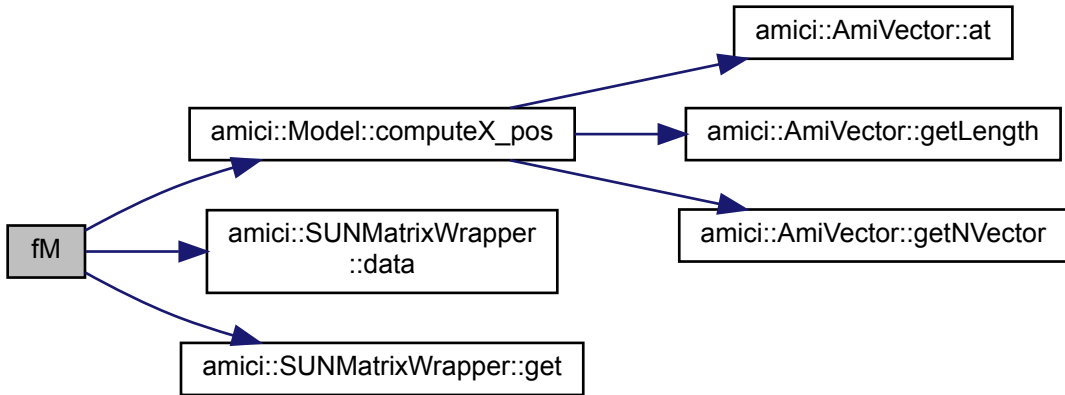 amici::AmiVector::at
amici::Model::computeX_pos
amici::AmiVector::getLength
fM
amici::SUNMatrixWrapper
::data
amici::AmiVector::getNVector
amici::SUNMatrixWrapper::get